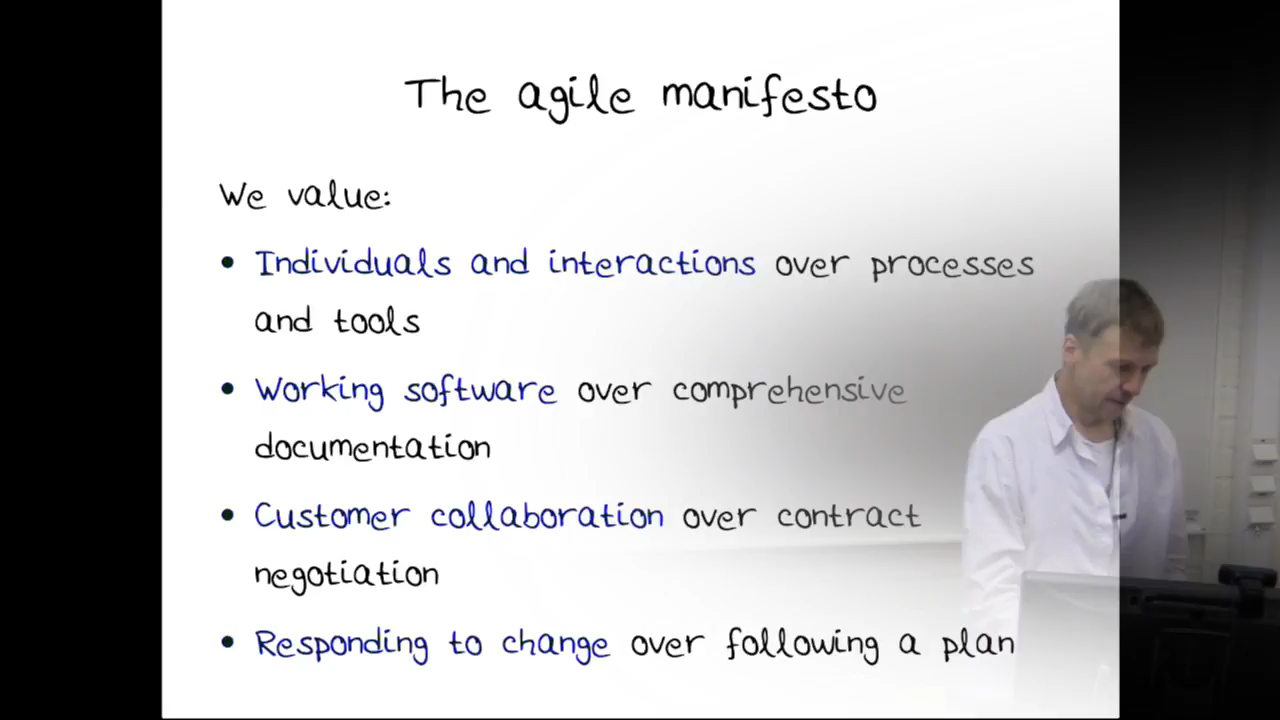 The agile manifesto
We value:
• Individuals and interactions over processes
and tools
• Working software over comprehensive
documentation
• Customer collaboration over contract
negotiation
• Responding to change over following a plan